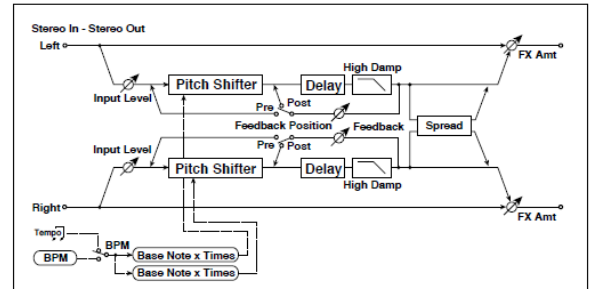 Stereo In - Stereo Out
Left
FX Amt
Input Level
Pitch Shifter
Delay
High Damp
Pre
Post
Feedback Position
Feedback
Spread
Input Level
Pre
Post
Pitch Shifter
Delay
High Damp
Right
FX Amt
Tempo
BPM
BPM
Base Note x Times
Base Note x Times